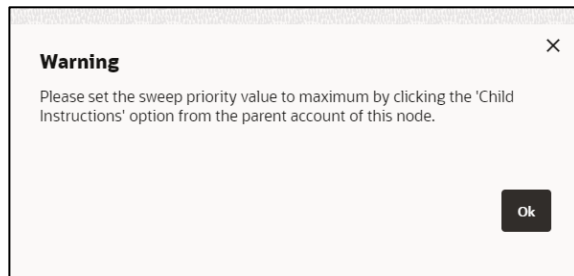 Warning
Please set the sweep priority value to maximum by clicking the 'Child
Instructions' option from the parent account of this node.
Ok